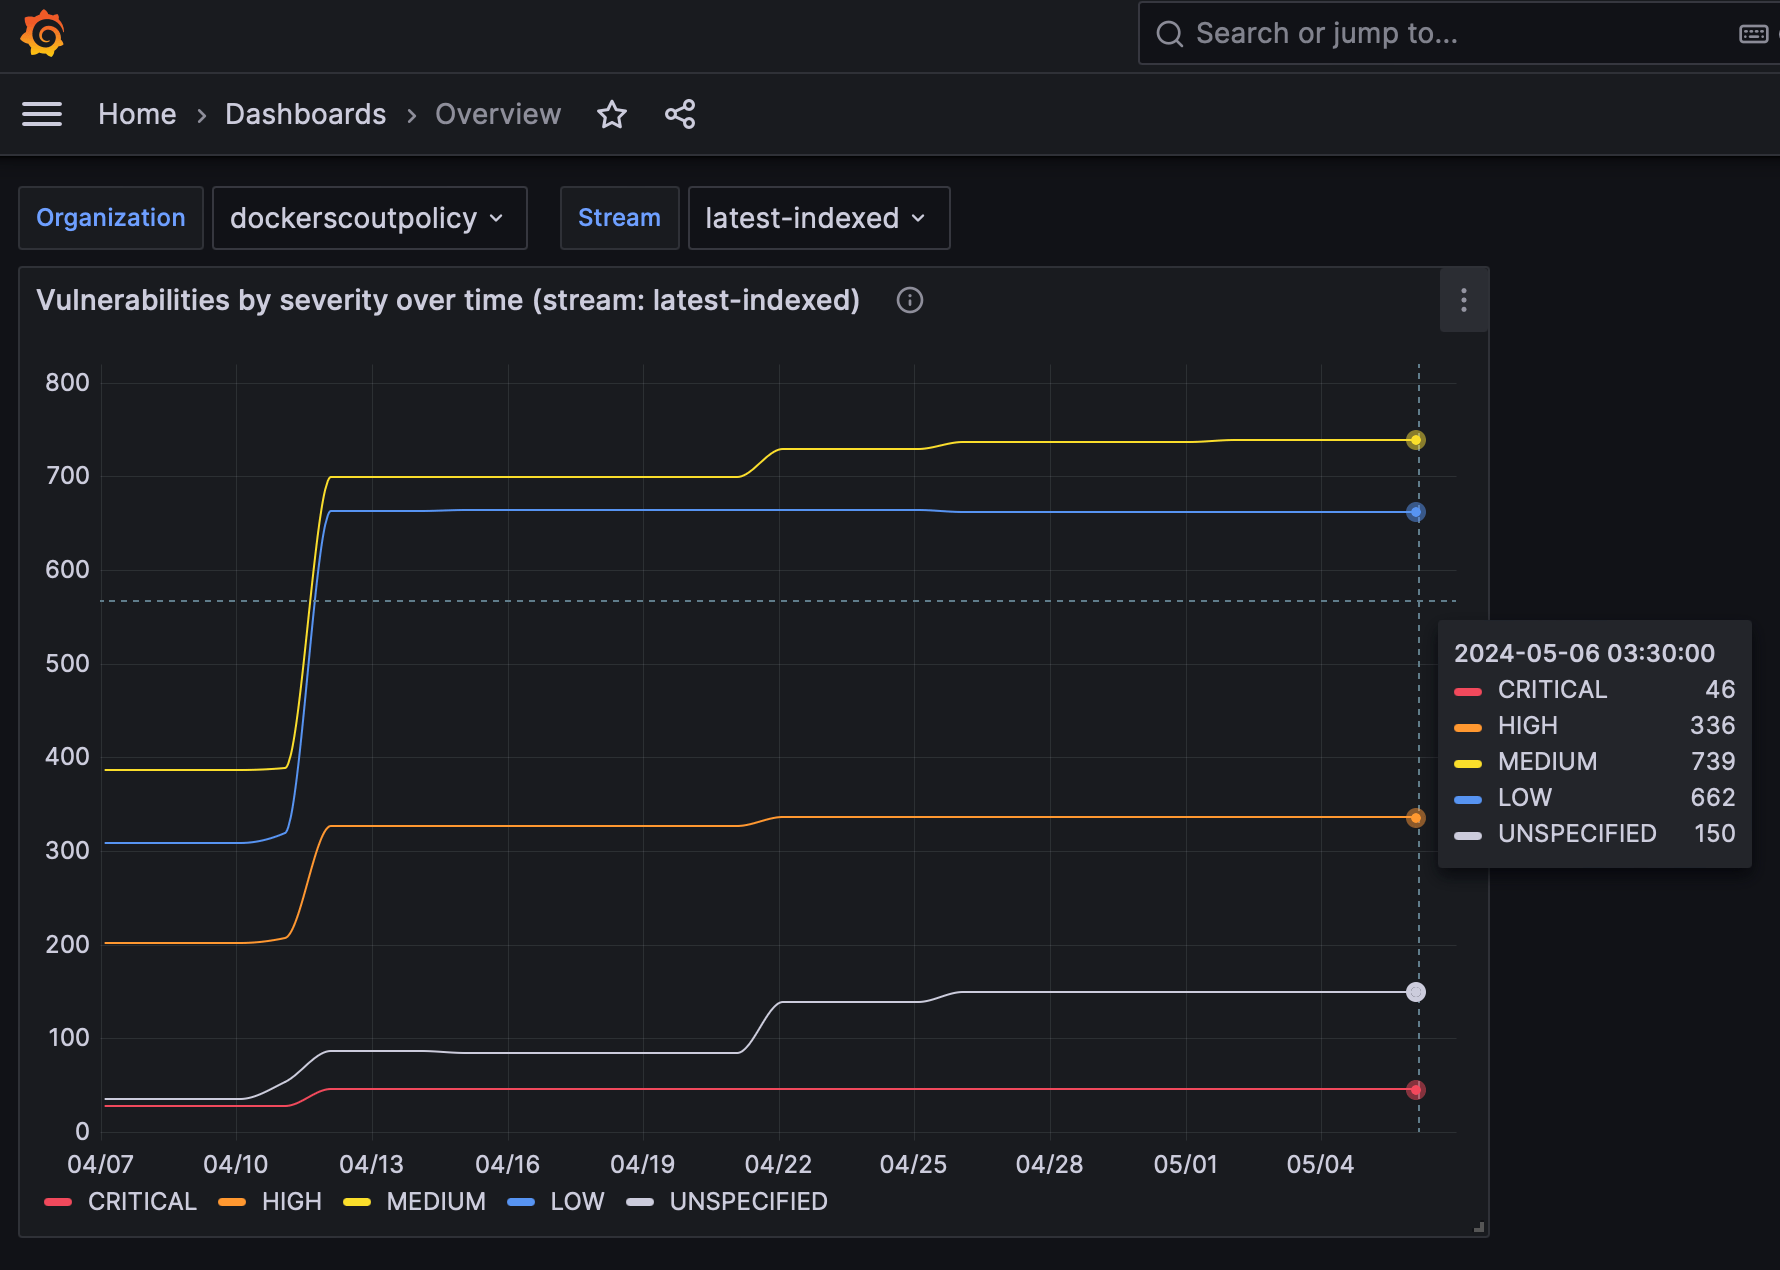 Search or jump to...
Home › Dashboards › Overview
Organization dockerscoutpolicy Stream latest-indexed
Vulnerabilities by severity over time (stream: latest-indexed)
800
700
600
500
400
300
200
100
0
2024-05-06 03:30:00
CRITICAL 46
HIGH 336
MEDIUM 739
LOW 662
UNSPECIFIED 150
04/07 04/10 04/13 04/16 04/19 04/22 04/25 04/28 05/01 05/04
CRITICAL HIGH MEDIUM LOW UNSPECIFIED